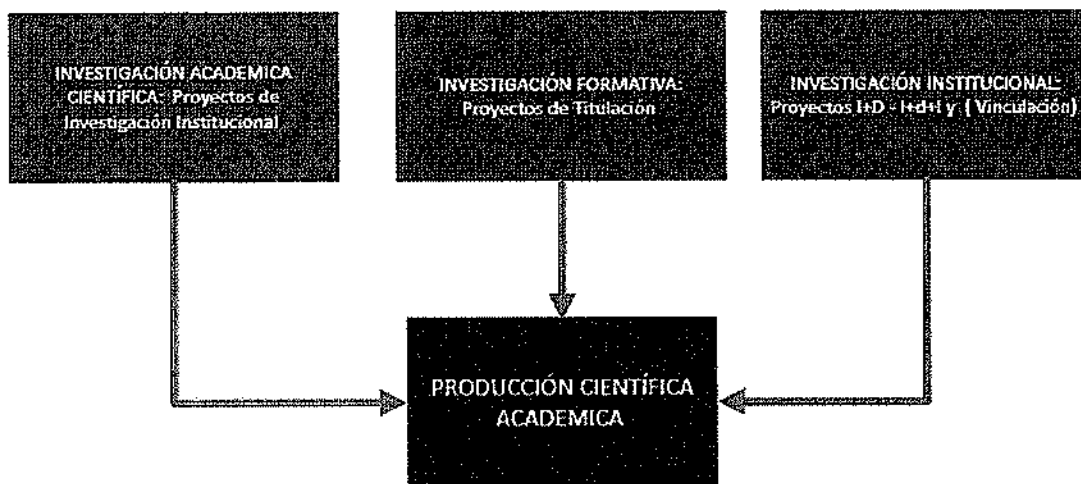 INVESTIGACIÓN ACADEMICA
CIENTÍFICA: Proyectos de
Investigación Institucional
INVESTIGACIÓN FORMATIVA:
Proyectos de Titulación
INVESTIGACIÓN INSTITUCIONAL:
Proyectos I+D - I+d+I y ( Vinculación)
PRODUCCIÓN CIENTÍFICA
ACADEMICA